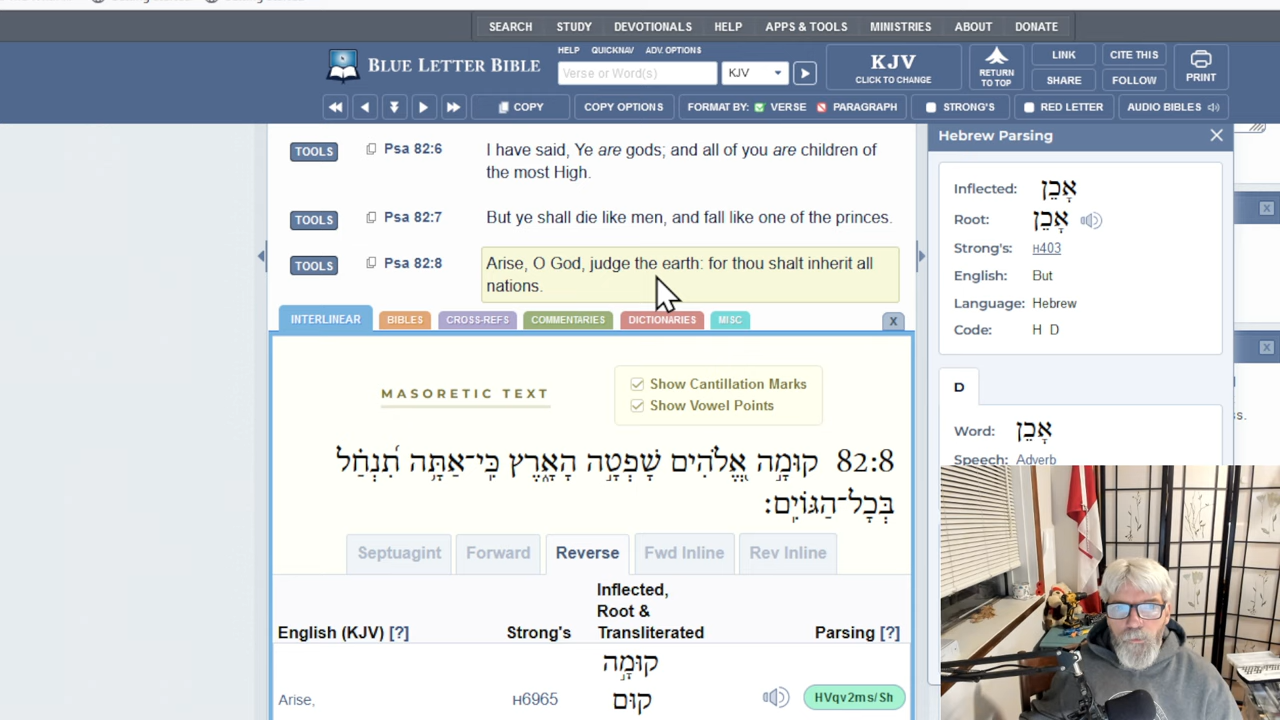 SEARCH STUDY DEVOTIONALS HELP APPS & TOOLS MINISTRIES ABOUT DONATE
BLUE LETTER BIBLE
HELP QUICKNAV ADV. OPTIONS
Verse or Word(s) KJV
KJV
CLICK TO CHANGE
RETURN
TO TOP
LINK CITE THIS
SHARE FOLLOW
PRINT
COPY COPY OPTIONS FORMAT BY: VERSE PARAGRAPH STRONG'S RED LETTER AUDIO BIBLES
TOOLS Psa 82:6 I have said, Ye are gods; and all of you are children of
the most High.
TOOLS Psa 82:7 But ye shall die like men, and fall like one of the princes.
TOOLS Psa 82:8 Arise, O God, judge the earth: for thou shalt inherit all
nations.
INTERLINEAR BIBLES CROSS-REFS COMMENTARIES DICTIONARIES MISC X
MASORETIC TEXT
Show Cantillation Marks
Show Vowel Points
82:8 קוּמָ֣ה אֱ֭לֹהִים שָׁפְטָ֣ה הָאָ֑רֶץ כִּֽי־אַתָּ֥ה תִ֝נְחַ֗ל
בְּכָל־הַגּוֹיִֽם׃
Septuagint Forward Reverse Fwd Inline Rev Inline
English (KJV) [?] Strong's
Inflected,
Root &
Transliterated
Parsing [?]
קוּמָ֣ה
Arise, H6965 קוּם HVqv2ms/Sh
Hebrew Parsing
Inflected: אָכֵן
Root: אָכֵן
Strong's: H403
English: But
Language: Hebrew
Code: H D
D
Word: אָכֵן
Speech: Adverb